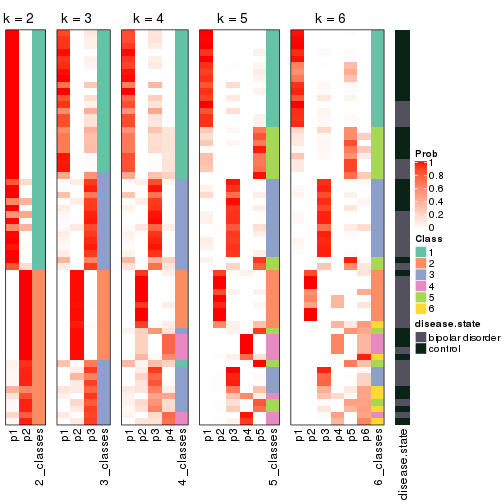 k = 2
k = 3
k = 4
k = 5
k = 6
Prob
1
0.8
0.6
0.4
0.2
0
Class
1
2
3
4
5
6
disease.state
bipolar disorder
control
p1
p2
2_classes
p1
p2
p3
3_classes
p1
p2
p3
p4
4_classes
p1
p2
p3
p4
p5
5_classes
p1
p2
p3
p4
p5
p6
6_classes
disease.state